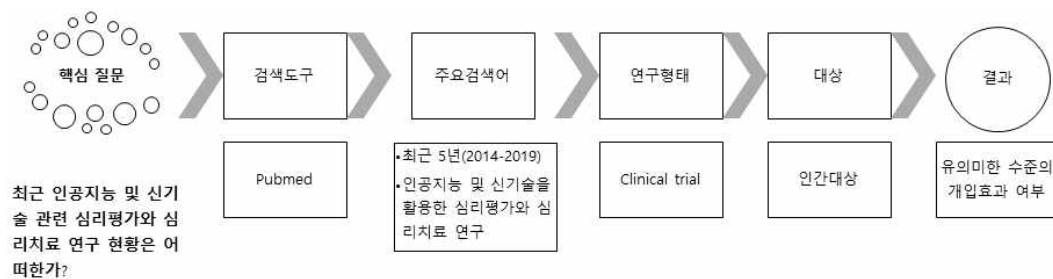 핵심 질문
검색도구
주요검색어
연구형태
대상
결과
최근 인공지능 및 신기
술 관련 심리평가와 심
리치료 연구 현황은 어
떠한가?
Pubmed
•최근 5년(2014-2019)
•인공지능 및 신기술을
활용한 심리평가와 심
리치료 연구
Clinical trial
인간대상
유의미한 수준의
개입효과 여부